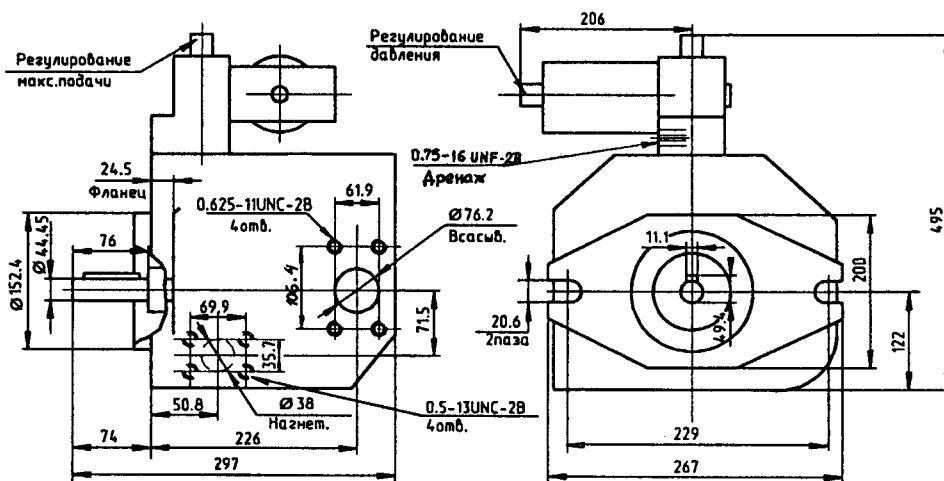 206
Регулирование
макс.подачи
Регулирование
давления
495
0.75-16 UNF-2B
Дренаж
24.5
Фланец
0.625-11UNC-2B
4отв.
61.9
Ø76.2
Всасыв.
76
Ø44.45
Ø152.4
106.4
71.5
69,9
35.7
11.1
200
49.4
20.6
2паза
122
50.8
Ø38
Нагнет.
0.5-13UNC-2B
4отв.
74
226
229
297
267